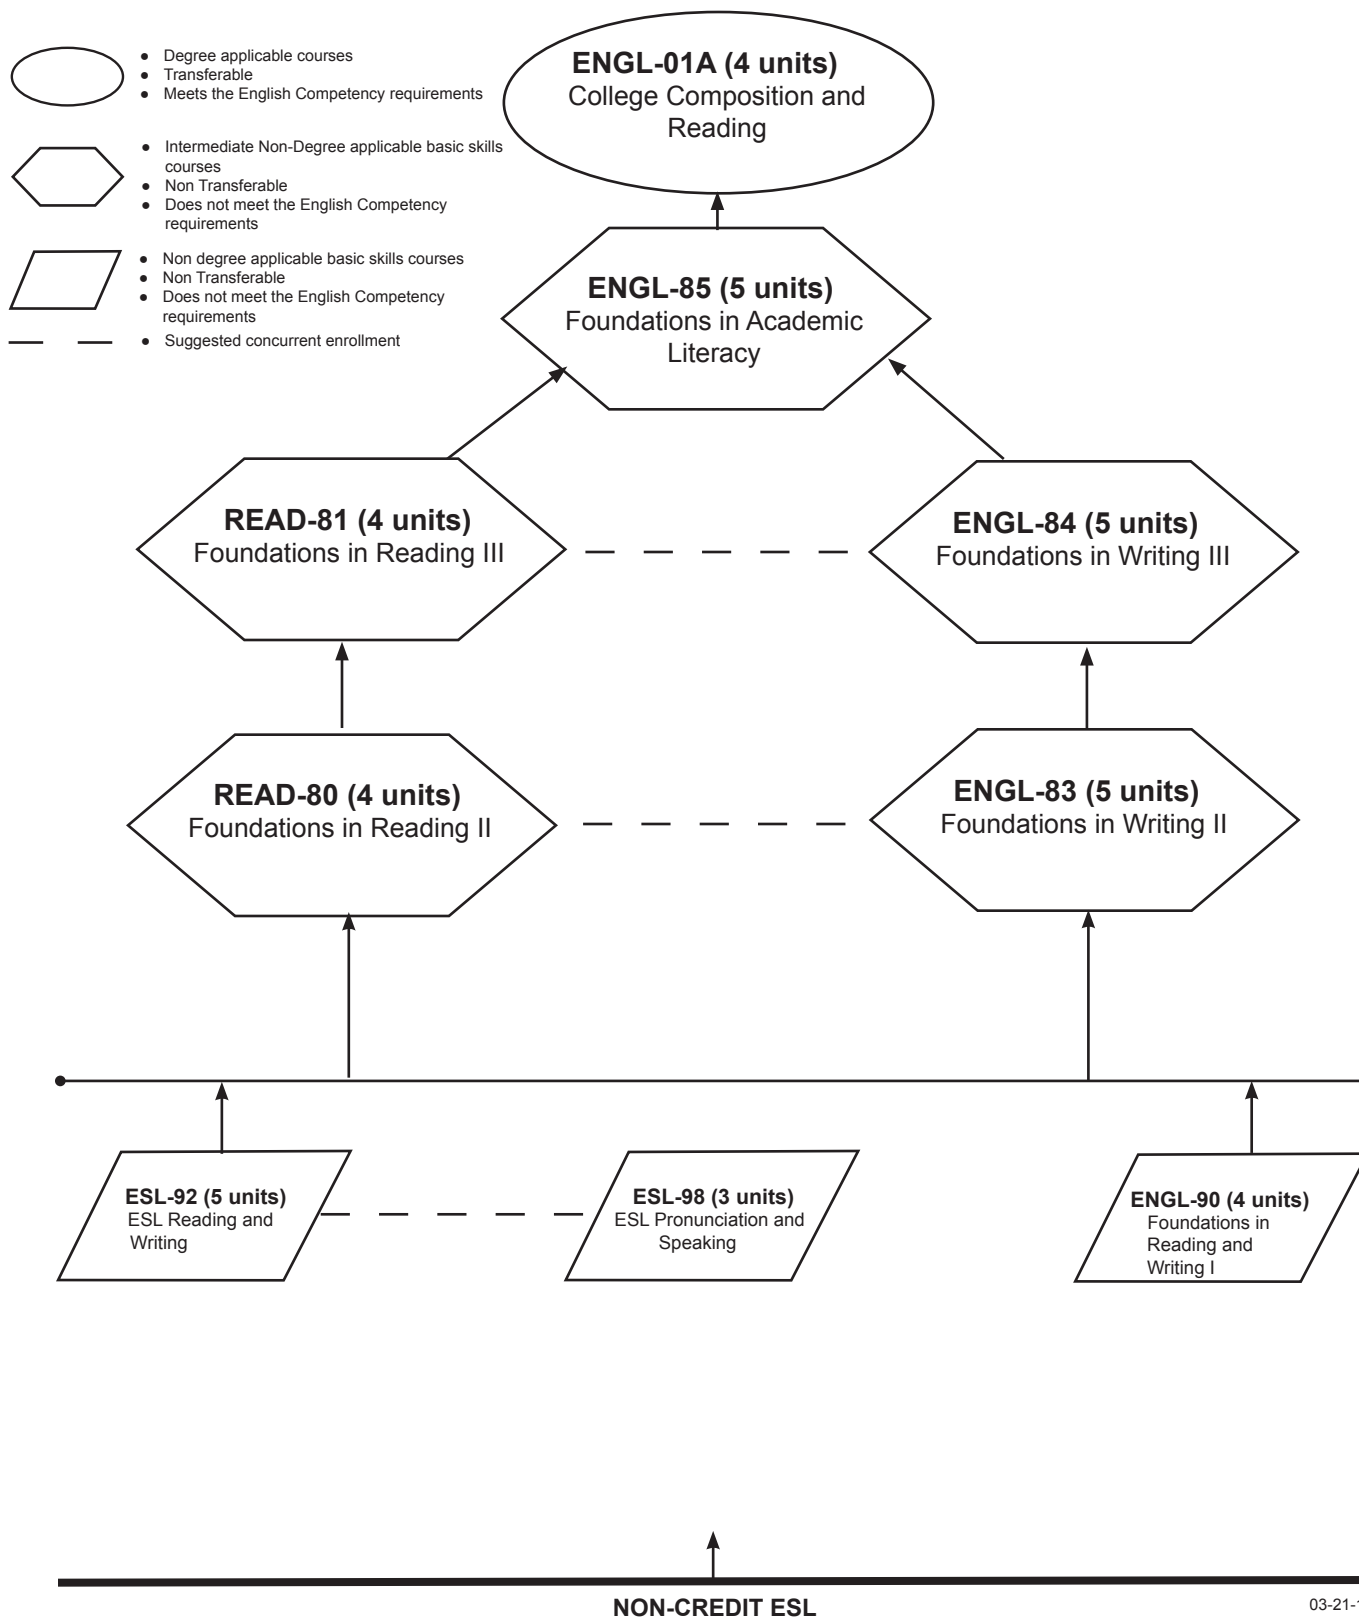 ● Degree applicable courses
● Transferable
● Meets the English Competency requirements
● Intermediate Non-Degree applicable basic skills
courses
● Non Transferable
● Does not meet the English Competency
requirements
● Non degree applicable basic skills courses
● Non Transferable
● Does not meet the English Competency
requirements
● Suggested concurrent enrollment
ENGL-01A (4 units)
College Composition and
Reading
ENGL-85 (5 units)
Foundations in Academic
Literacy
READ-81 (4 units)
Foundations in Reading III
ENGL-84 (5 units)
Foundations in Writing III
READ-80 (4 units)
Foundations in Reading II
ENGL-83 (5 units)
Foundations in Writing II
ESL-92 (5 units)
ESL Reading and
Writing
ESL-98 (3 units)
ESL Pronunciation and
Speaking
ENGL-90 (4 units)
Foundations in
Reading and
Writing I
NON-CREDIT ESL
03-21-1